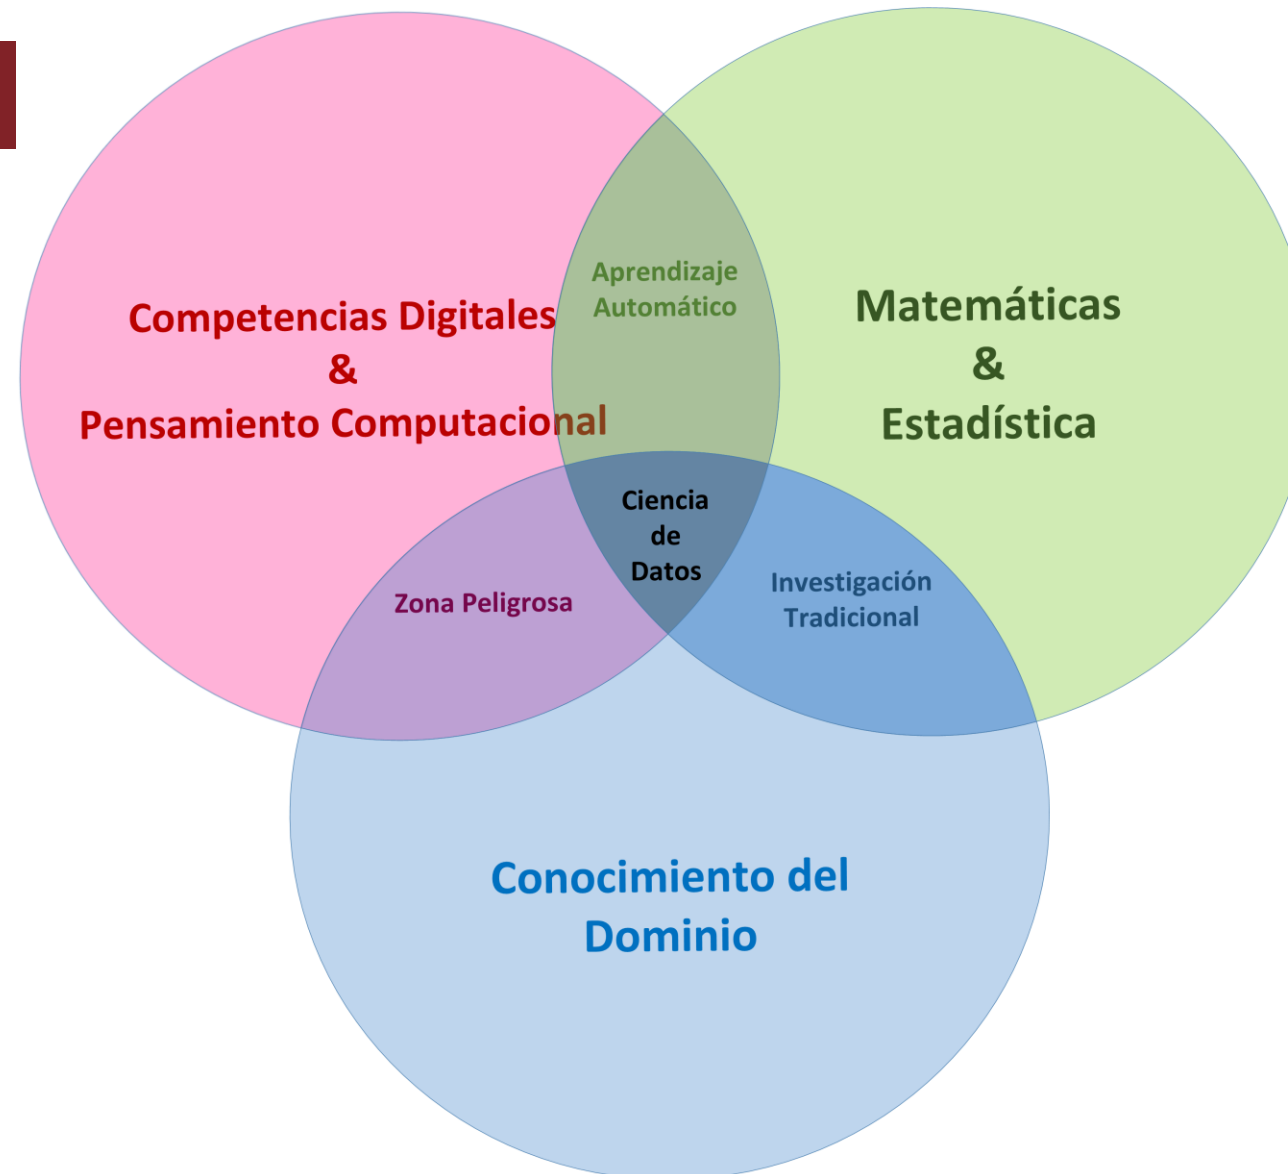 Competencias Digitales
&
Pensamiento Computacional
Aprendizaje
Automático
Matemáticas
&
Estadística
Ciencia
de
Datos
Zona Peligrosa
Investigación
Tradicional
Conocimiento del
Dominio